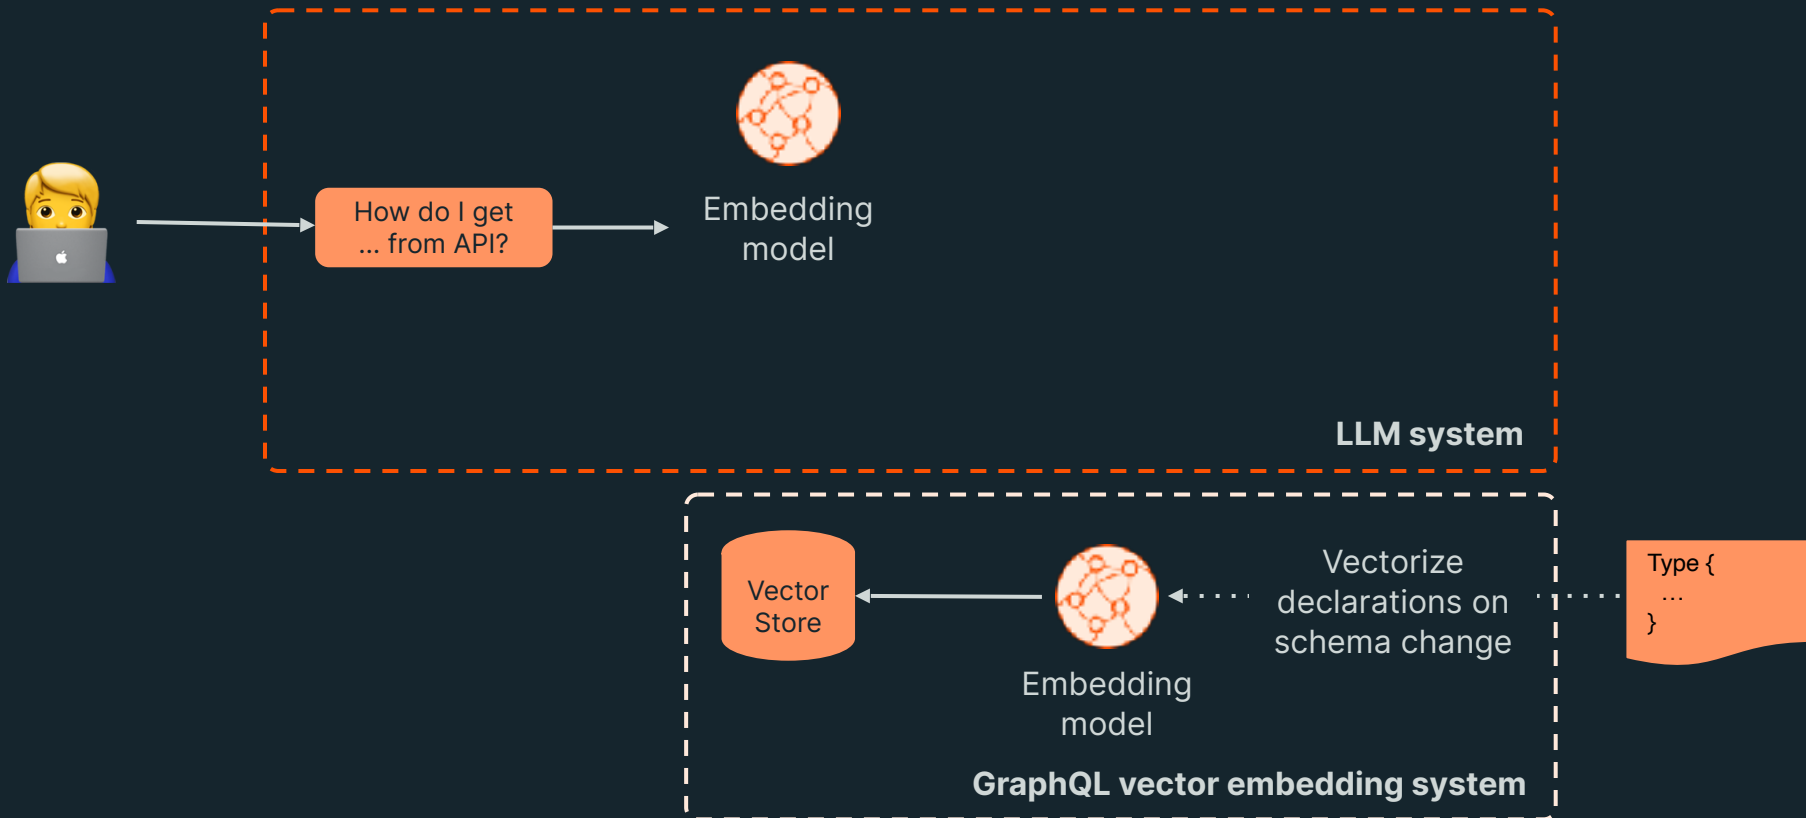 How do I get
... from API?
Embedding
model
LLM system
Vector
Store
Embedding
model
Vectorize
declarations on
schema change
Type {
...
}
GraphQL vector embedding system